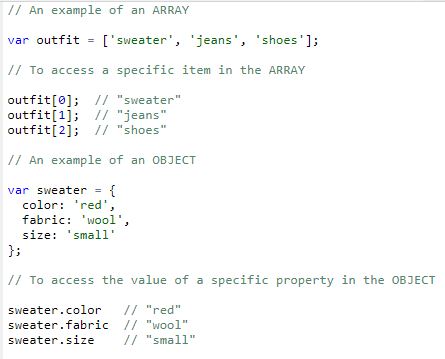 // An example of an ARRAY
var outfit = ['sweater', 'jeans', 'shoes'];
// To access a specific item in the ARRAY
outfit[0];  // "sweater"
outfit[1];  // "jeans"
outfit[2];  // "shoes"
// An example of an OBJECT
var sweater = {
  color: 'red',
  fabric: 'wool',
  size: 'small'
};
// To access the value of a specific property in the OBJECT
sweater.color   // "red"
sweater.fabric  // "wool"
sweater.size    // "small"